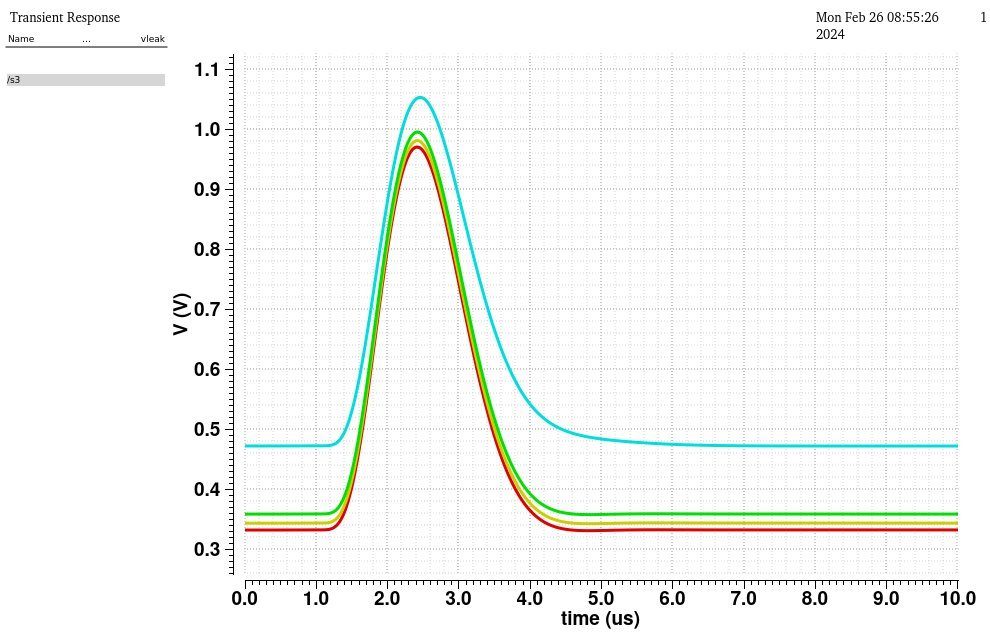 Transient Response
Mon Feb 26 08:55:26 1
2024
Name ... vleak
/s3
1.1
1.0
0.9
0.8
0.7
0.6
0.5
0.4
0.3
V (V)
0.0 1.0 2.0 3.0 4.0 5.0 6.0 7.0 8.0 9.0 10.0
time (us)